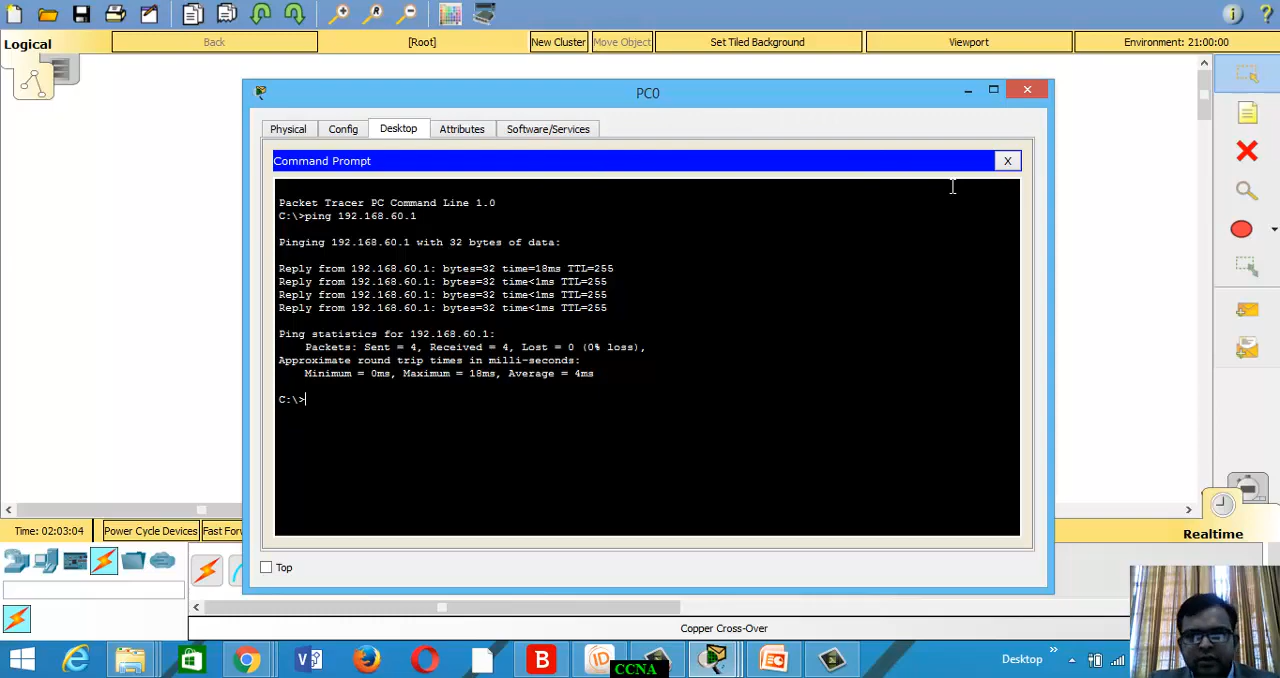 Logical
Back
[Root]
New Cluster
Move Object
Set Tiled Background
Viewport
Environment: 21:00:00
PC0
Physical
Config
Desktop
Attributes
Software/Services
Command Prompt
X
Packet Tracer PC Command Line 1.0
C:\>ping 192.168.60.1
Pinging 192.168.60.1 with 32 bytes of data:
Reply from 192.168.60.1: bytes=32 time=18ms TTL=255
Reply from 192.168.60.1: bytes=32 time<1ms TTL=255
Reply from 192.168.60.1: bytes=32 time<1ms TTL=255
Reply from 192.168.60.1: bytes=32 time<1ms TTL=255
Ping statistics for 192.168.60.1:
Packets: Sent = 4, Received = 4, Lost = 0 (0% loss),
Approximate round trip times in milli-seconds:
Minimum = 0ms, Maximum = 18ms, Average = 4ms
C:\>
Top
Time: 02:03:04
Power Cycle Devices
Fast Forw
Realtime
Copper Cross-Over
CCNA
Desktop